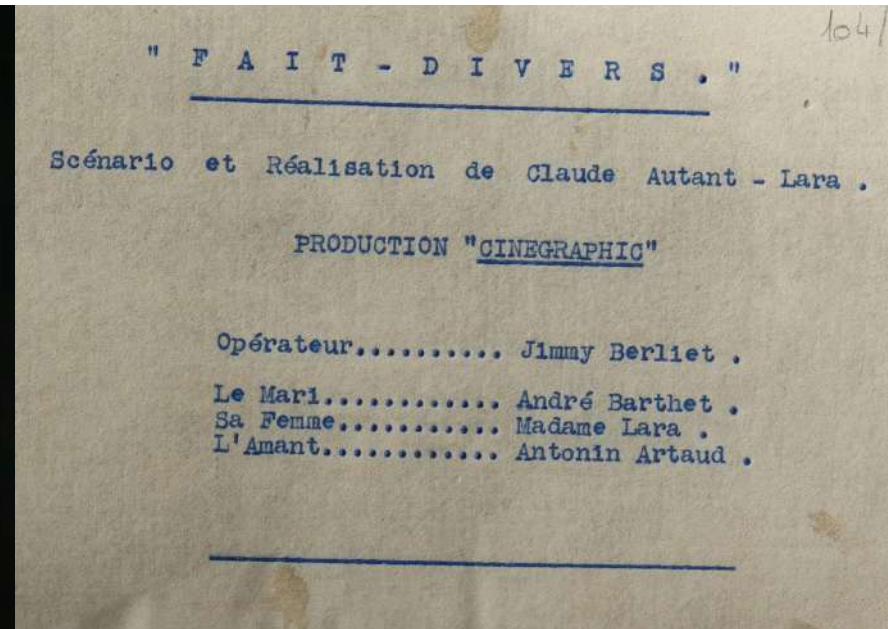 104/
" F A I T - D I V E R S . "
Scénario et Réalisation de Claude Autant - Lara .
PRODUCTION "CINEGRAPHIC"
Opérateur.......... Jimmy Berliet .
Le Mari............ André Barthet .
Sa Femme........... Madame Lara .
L'Amant............ Antonin Artaud .